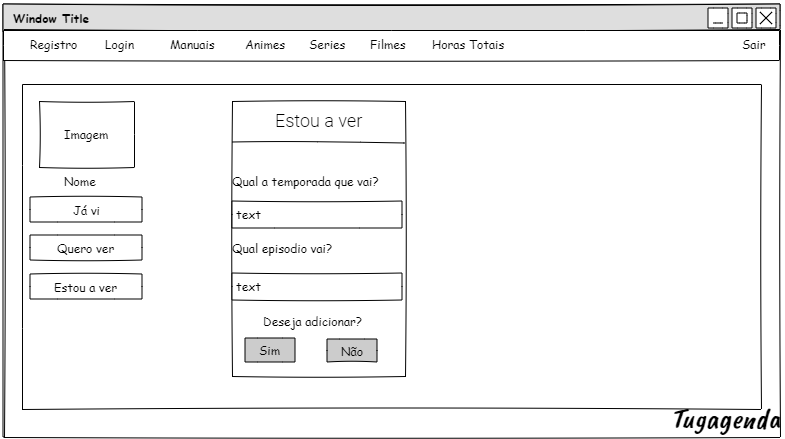 Window Title
Registro Login Manuais Animes Series Filmes Horas Totais Sair
Imagem
Nome
Já vi
Quero ver
Estou a ver
Estou a ver
Qual a temporada que vai?
text
Qual episodio vai?
text
Deseja adicionar?
Sim Não
Tugagenda